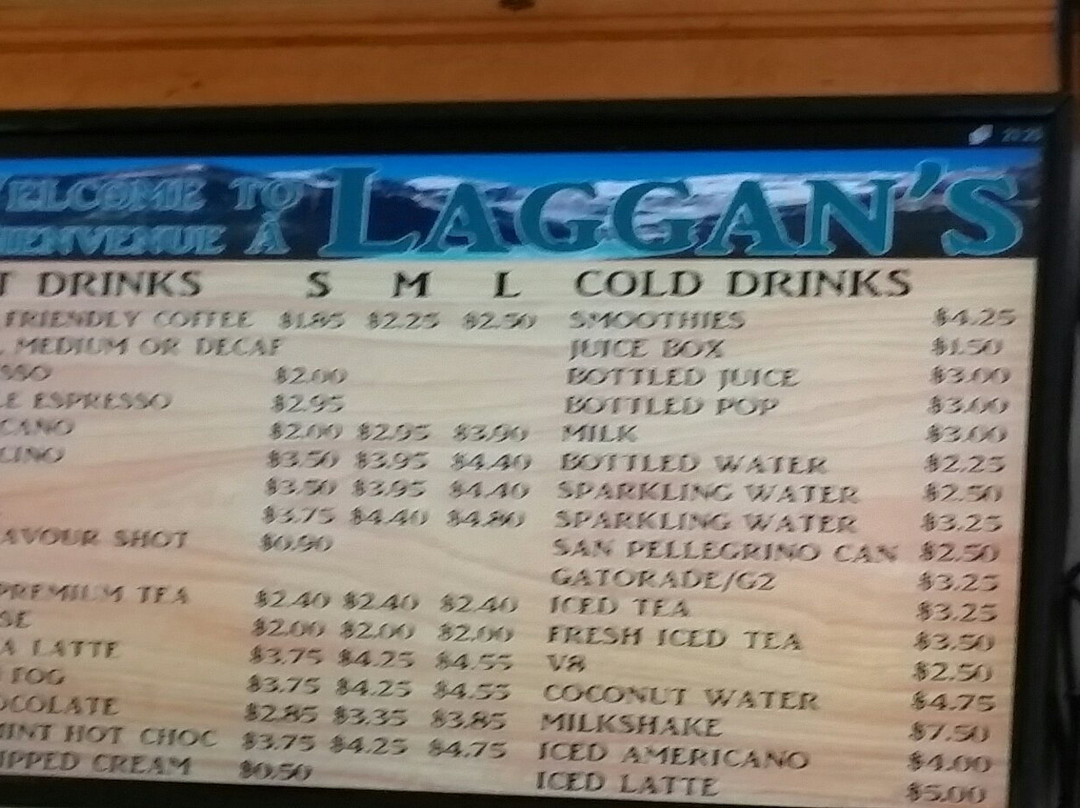 ELCOME TO
IENVENUE À
LAGGAN'S
T DRINKS S M L
FRIENDLY COFFEE $1.85 $2.25 $2.50
MEDIUM OR DECAF
SSO $2.00
LE ESPRESSO $2.95
CANO $2.00 $2.95 $3.90
CINO $3.50 $3.95 $4.40
$3.50 $3.95 $4.40
$3.75 $4.40 $4.80
AVOUR SHOT $0.90
PREMIUM TEA $2.40 $2.40 $2.40
SE $2.00 $2.00 $2.00
A LATTE $3.75 $4.25 $4.55
FOG $3.75 $4.25 $4.55
OCOLATE $2.85 $3.35 $3.85
MINT HOT CHOC $3.75 $4.25 $4.75
IPPED CREAM $0.50
COLD DRINKS
SMOOTHIES $4.25
JUICE BOX $1.50
BOTTLED JUICE $3.00
BOTTLED POP $3.00
MILK $3.00
BOTTLED WATER $2.25
SPARKLING WATER $2.50
SPARKLING WATER $3.25
SAN PELLEGRINO CAN $2.50
GATORADE/G2 $3.25
ICED TEA $3.25
FRESH ICED TEA $3.50
V8 $2.50
COCONUT WATER $4.75
MILKSHAKE $7.50
ICED AMERICANO $4.00
ICED LATTE $5.00